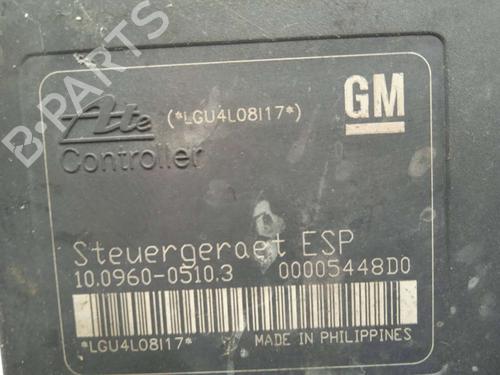 B-PARTS
Ate
(*LGU4L08I17*)
GM
Controller
Steuergeraet ESP
10.0960-0510.3 00005448D0
*LGU4L08I17*
MADE IN PHILIPPINES